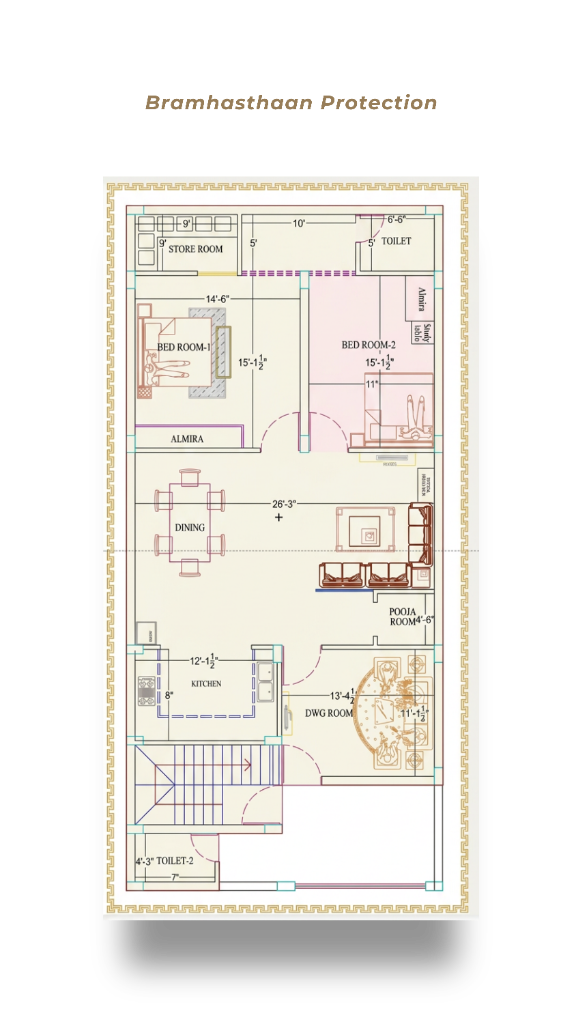 Bramhasthaan Protection
9'
10'
6'-6"
9'
STORE ROOM
5'
5'
TOILET
14'-6"
Almira
Study
table
BED ROOM-1
BED ROOM-2
15'-1½"
15'-1½"
11"
ALMIRA
26'-3"
DINING
POOJA
ROOM
4'-6"
12'-1½"
KITCHEN
8"
13'-4½
DWG ROOM
11'-1½"
4'-3"
TOILET-2
7"